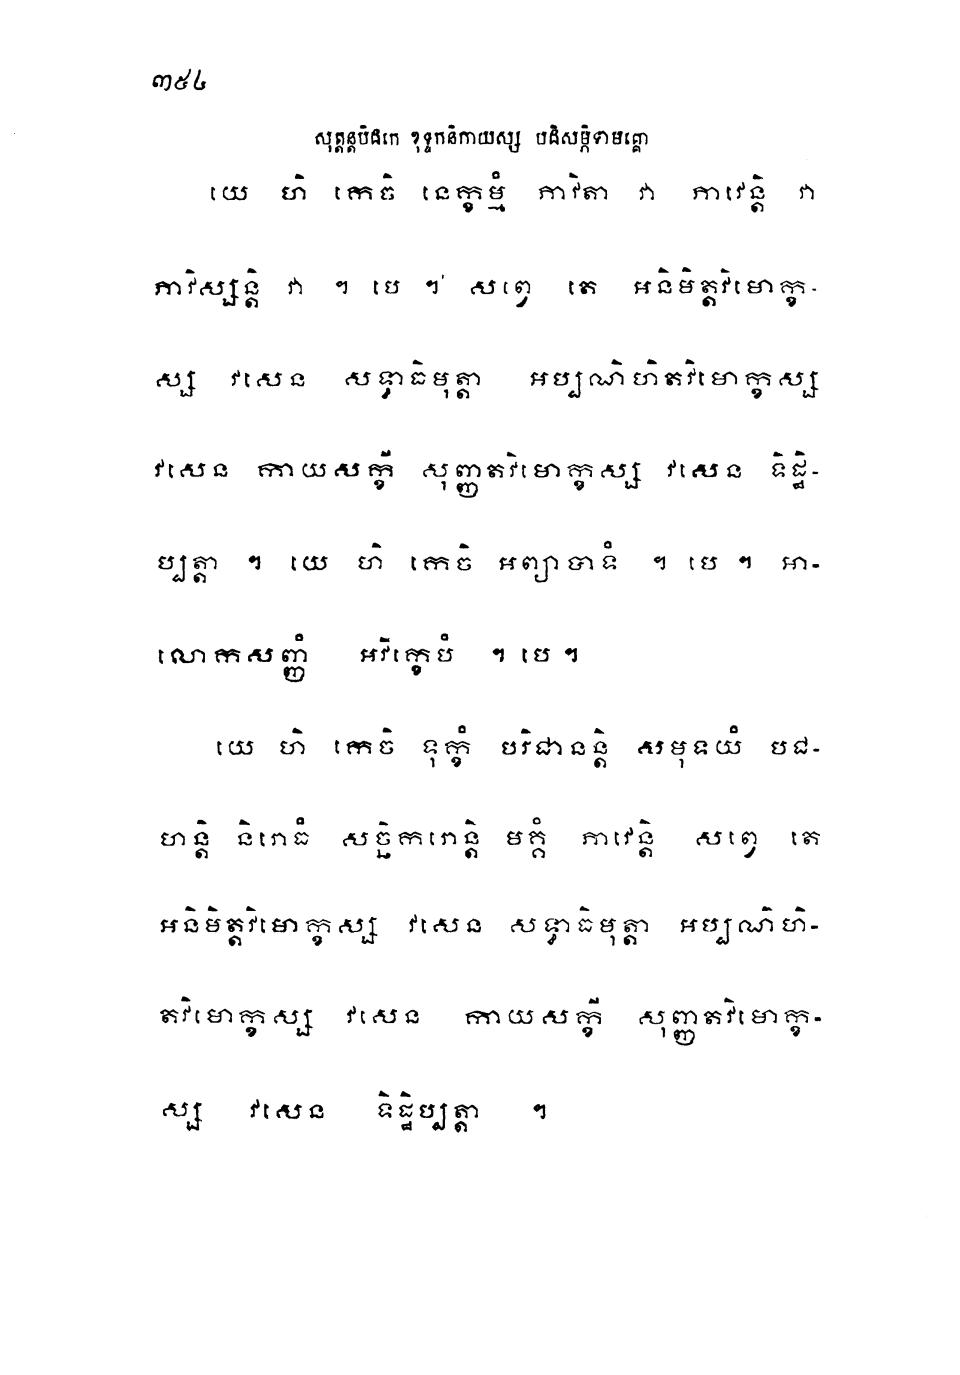 ៣៥៤
សុត្តន្តបិដកេ ខុទ្ទកនិកាយស្ស បដិសម្ភិទាមគ្គោ
យេ ហិ កេចិ នេក្ខម្មំ ភាវិតា វា ភាវេន្តិ វា
ភាវិស្សន្តិ វា ។ បេ ។ សព្វេ តេ អនិមិត្តវិមោក្ខ-
ស្ស វសេន សទ្ធាធិមុត្តា អប្បណិហិតវិមោក្ខស្ស
វសេន កាយសក្ខី សុញ្ញតវិមោក្ខស្ស វសេន ទិដ្ឋិ-
ប្បត្តា ។ យេ ហិ កេចិ អព្យាបាទំ ។ បេ ។ អា-
លោកសញ្ញំ អវិក្ខេបំ ។ បេ ។
យេ ហិ កេចិ ទុក្ខំ បរិជានន្តិ សមុទយំ បជ-
ហន្តិ និរោធំ សច្ឆិករោន្តិ មគ្គំ ភាវេន្តិ សព្វេ តេ
អនិមិត្តវិមោក្ខស្ស វសេន សទ្ធាធិមុត្តា អប្បណិហិ-
តវិមោក្ខស្ស វសេន កាយសក្ខី សុញ្ញតវិមោក្ខ-
ស្ស វសេន ទិដ្ឋិប្បត្តា ។